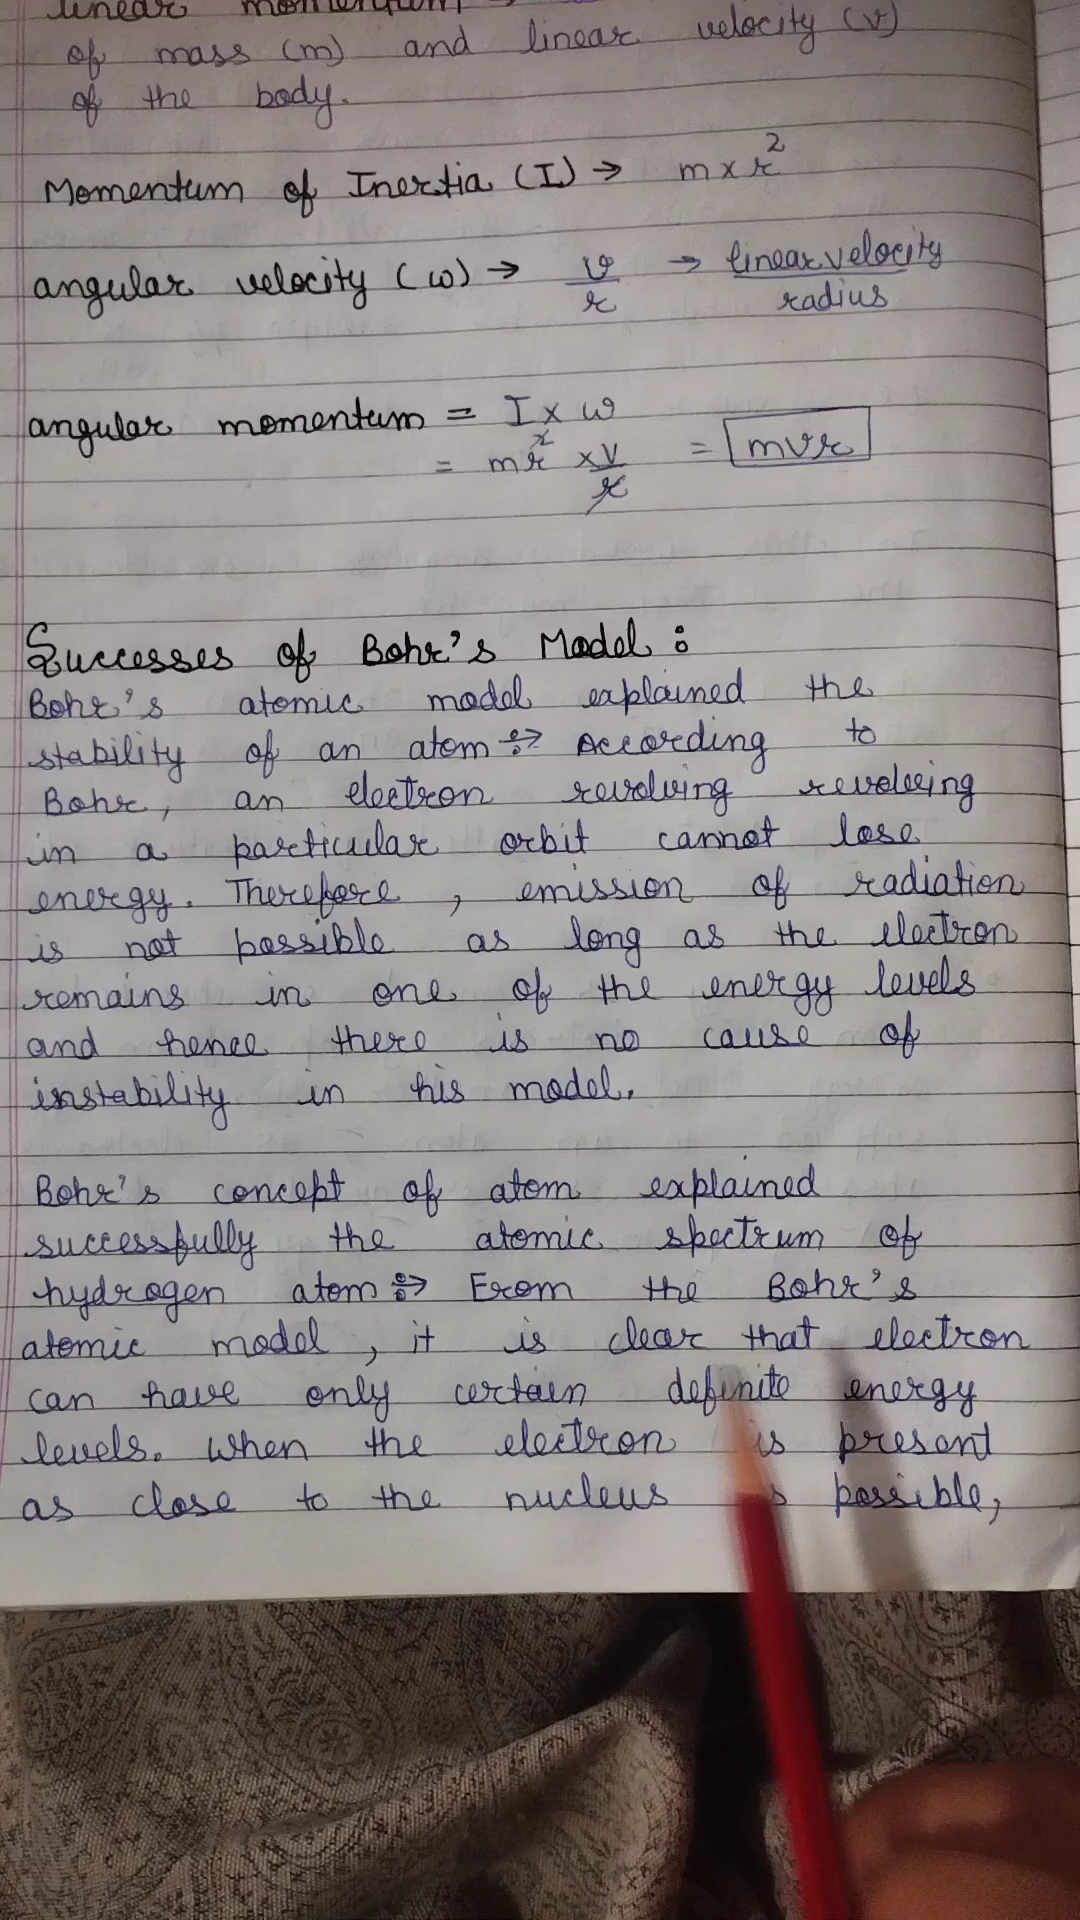 linear momentum
of mass (m) and linear velocity (v)
of the body.
Momentum of Inertia (I) → m x r²
angular velocity (ω) → v/r → linear velocity/radius
angular momentum = I x ω
= mr² x v/r = mvr
Successes of Bohr's Model :
Bohr's atomic model explained the
stability of an atom ⇒ According to
Bohr, an electron revolving revolving
in a particular orbit cannot lose
energy. Therefore, emission of radiation
is not possible as long as the electron
remains in one of the energy levels
and hence there is no cause of
instability in his model.
Bohr's concept of atom explained
successfully the atomic spectrum of
hydrogen atom ⇒ From the Bohr's
atomic model, it is clear that electron
can have only certain definite energy
levels. When the electron is present
as close to the nucleus possible,